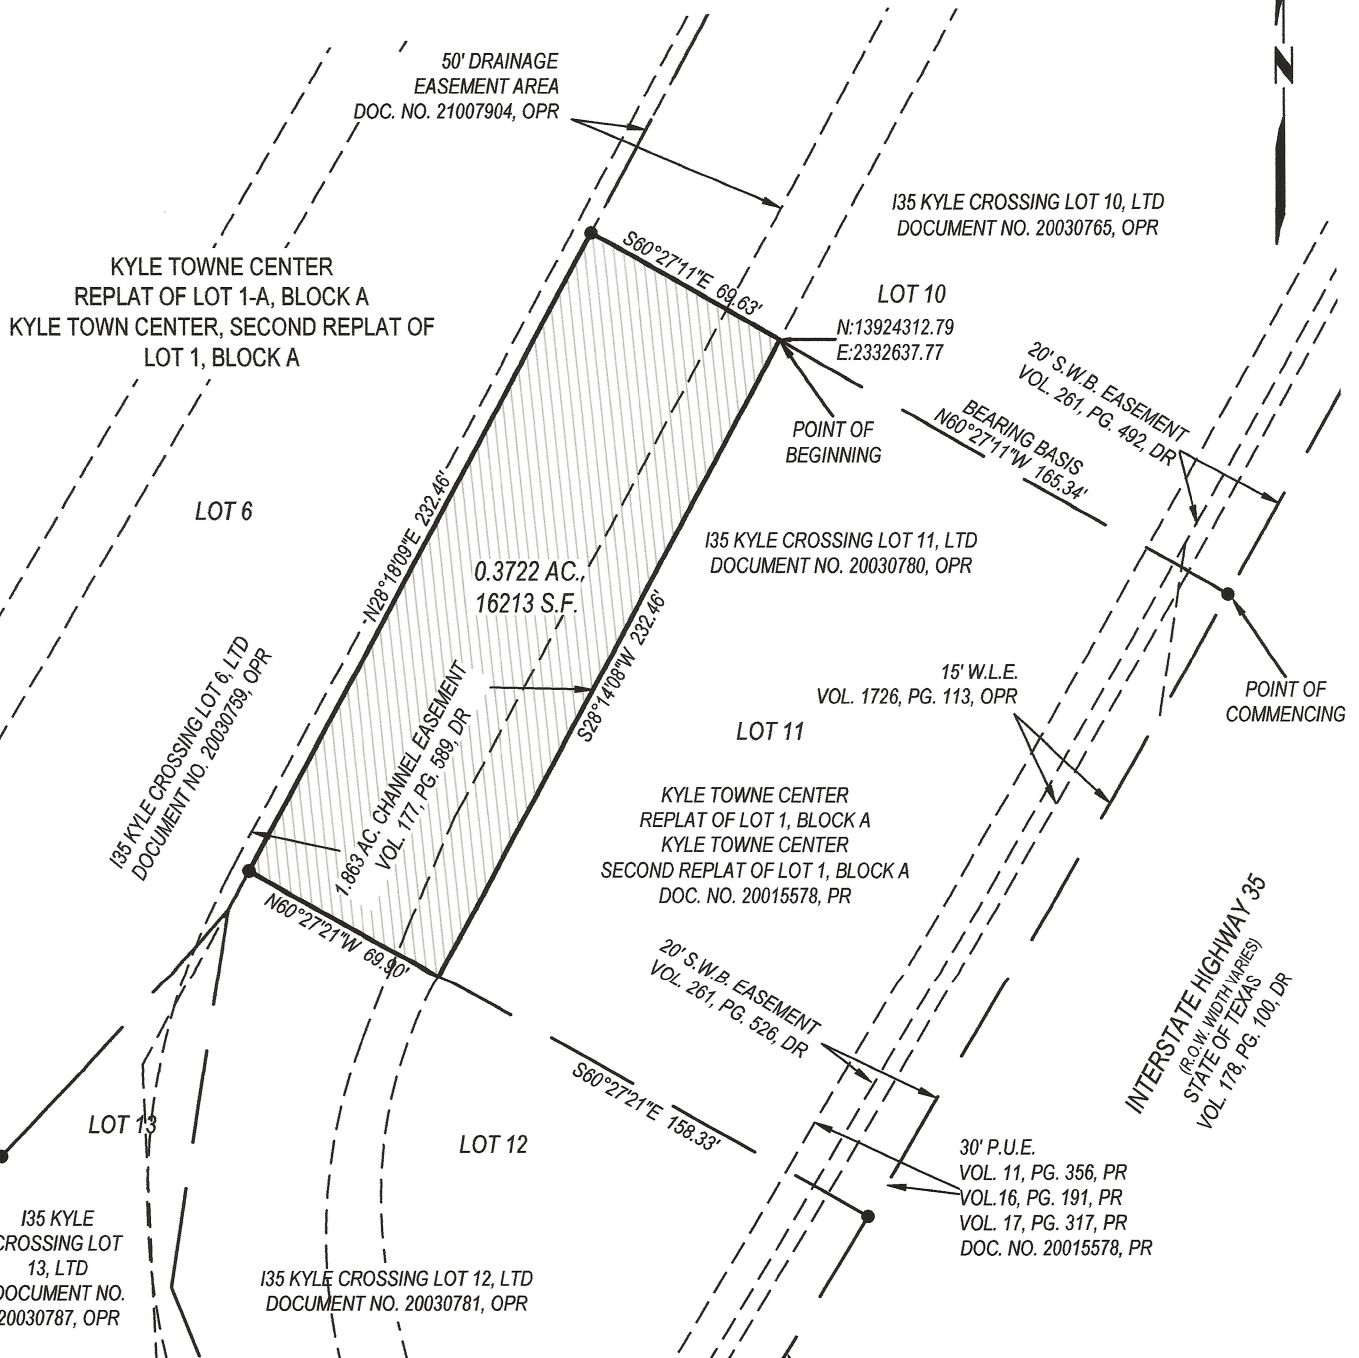 50' DRAINAGE
EASEMENT AREA
DOC. NO. 21007904, OPR
N
I35 KYLE CROSSING LOT 10, LTD
DOCUMENT NO. 20030765, OPR
S60°27'11"E 69.63'
KYLE TOWNE CENTER
REPLAT OF LOT 1-A, BLOCK A
KYLE TOWN CENTER, SECOND REPLAT OF
LOT 1, BLOCK A
LOT 10
N:13924312.79
E:2332637.77
20' S.W.B. EASEMENT
VOL. 261, PG. 492, DR
POINT OF
BEGINNING
BEARING BASIS
N60°27'11"W 165.34'
LOT 6
N28°18'09"E 232.46'
I35 KYLE CROSSING LOT 11, LTD
DOCUMENT NO. 20030780, OPR
0.3722 AC.,
16213 S.F.
S28°14'08"W 232.46'
I35 KYLE CROSSING LOT 6, LTD
DOCUMENT NO. 20030759, OPR
1.863 AC. CHANNEL EASEMENT
VOL. 177, PG. 589, DR
15' W.L.E.
VOL. 1726, PG. 113, OPR
POINT OF
COMMENCING
LOT 11
KYLE TOWNE CENTER
REPLAT OF LOT 1, BLOCK A
KYLE TOWNE CENTER
SECOND REPLAT OF LOT 1, BLOCK A
DOC. NO. 20015578, PR
N60°27'21"W 69.90'
20' S.W.B. EASEMENT
VOL. 261, PG. 526, DR
INTERSTATE HIGHWAY 35
(R.O.W. WIDTH VARIES)
STATE OF TEXAS
VOL. 178, PG. 100, DR
S60°27'21"E 158.33'
LOT 13
LOT 12
30' P.U.E.
VOL. 11, PG. 356, PR
VOL.16, PG. 191, PR
VOL. 17, PG. 317, PR
DOC. NO. 20015578, PR
I35 KYLE
CROSSING LOT
13, LTD
DOCUMENT NO.
20030787, OPR
I35 KYLE CROSSING LOT 12, LTD
DOCUMENT NO. 20030781, OPR